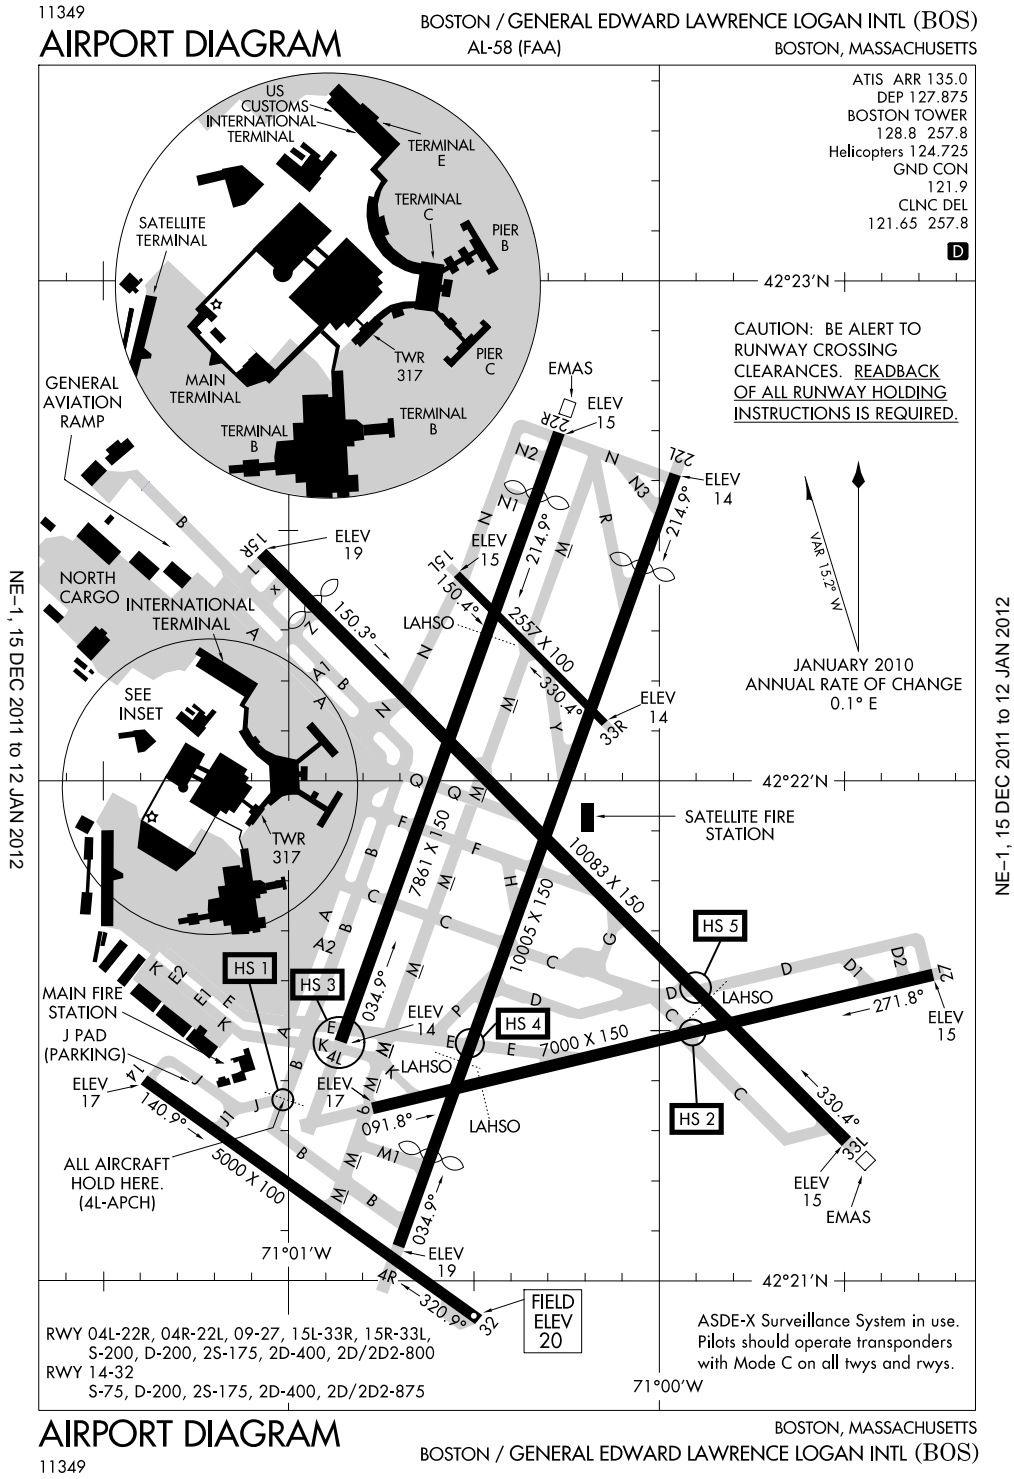 11349
AIRPORT DIAGRAM
AL-58 (FAA)
BOSTON / GENERAL EDWARD LAWRENCE LOGAN INTL (BOS)
BOSTON, MASSACHUSETTS
ATIS ARR 135.0
DEP 127.875
BOSTON TOWER
128.8 257.8
Helicopters 124.725
GND CON
121.9
CLNC DEL
121.65 257.8
D
US
CUSTOMS
INTERNATIONAL
TERMINAL
TERMINAL
E
TERMINAL
C
PIER
B
SATELLITE
TERMINAL
MAIN
TERMINAL
TWR
317
PIER
C
TERMINAL
B
TERMINAL
B
42°23'N
CAUTION: BE ALERT TO
RUNWAY CROSSING
CLEARANCES. READBACK
OF ALL RUNWAY HOLDING
INSTRUCTIONS IS REQUIRED.
GENERAL
AVIATION
RAMP
EMAS
22R
ELEV
15
22L
ELEV
14
N2
N
N3
N1
N
R
M
214.9°
214.9°
B
15R
ELEV
19
ELEV
15
15L
150.4°
VAR 15.2° W
NORTH
CARGO
INTERNATIONAL
TERMINAL
L
x
A
N
150.3°
LAHSO
2557 X 100
N
330.4°
33R
ELEV
14
JANUARY 2010
ANNUAL RATE OF CHANGE
0.1° E
SEE
INSET
A1
B
A
N
M
Y
42°22'N
Q
Q
M
F
F
B
7861 X 150
SATELLITE FIRE
STATION
TWR
317
10083 X 150
H
M
C
C
A
B
A2
10005 X 150
G
C
HS 5
HS 1
HS 3
K
E2
E1
E
K
M
034.9°
P
D
D
C
D
D1
D2
27
LAHSO
271.8°
ELEV
15
MAIN FIRE
STATION
J PAD
(PARKING)
E
K
4L
ELEV
14
E
HS 4
E
7000 X 150
A
B
M
K
M
LAHSO
ELEV
17
14
J
J
J1
ELEV
17
9
091.8°
LAHSO
HS 2
C
330.4°
33L
ELEV
15
EMAS
140.9°
5000 X 100
B
M
M
M1
B
034.9°
ALL AIRCRAFT
HOLD HERE.
(4L-APCH)
71°01'W
4R
ELEV
19
320.9°
32
FIELD
ELEV
20
42°21'N
RWY 04L-22R, 04R-22L, 09-27, 15L-33R, 15R-33L,
S-200, D-200, 2S-175, 2D-400, 2D/2D2-800
RWY 14-32
S-75, D-200, 2S-175, 2D-400, 2D/2D2-875
ASDE-X Surveillance System in use.
Pilots should operate transponders
with Mode C on all twys and rwys.
71°00'W
AIRPORT DIAGRAM
11349
BOSTON, MASSACHUSETTS
BOSTON / GENERAL EDWARD LAWRENCE LOGAN INTL (BOS)
NE-1, 15 DEC 2011 to 12 JAN 2012
NE-1, 15 DEC 2011 to 12 JAN 2012